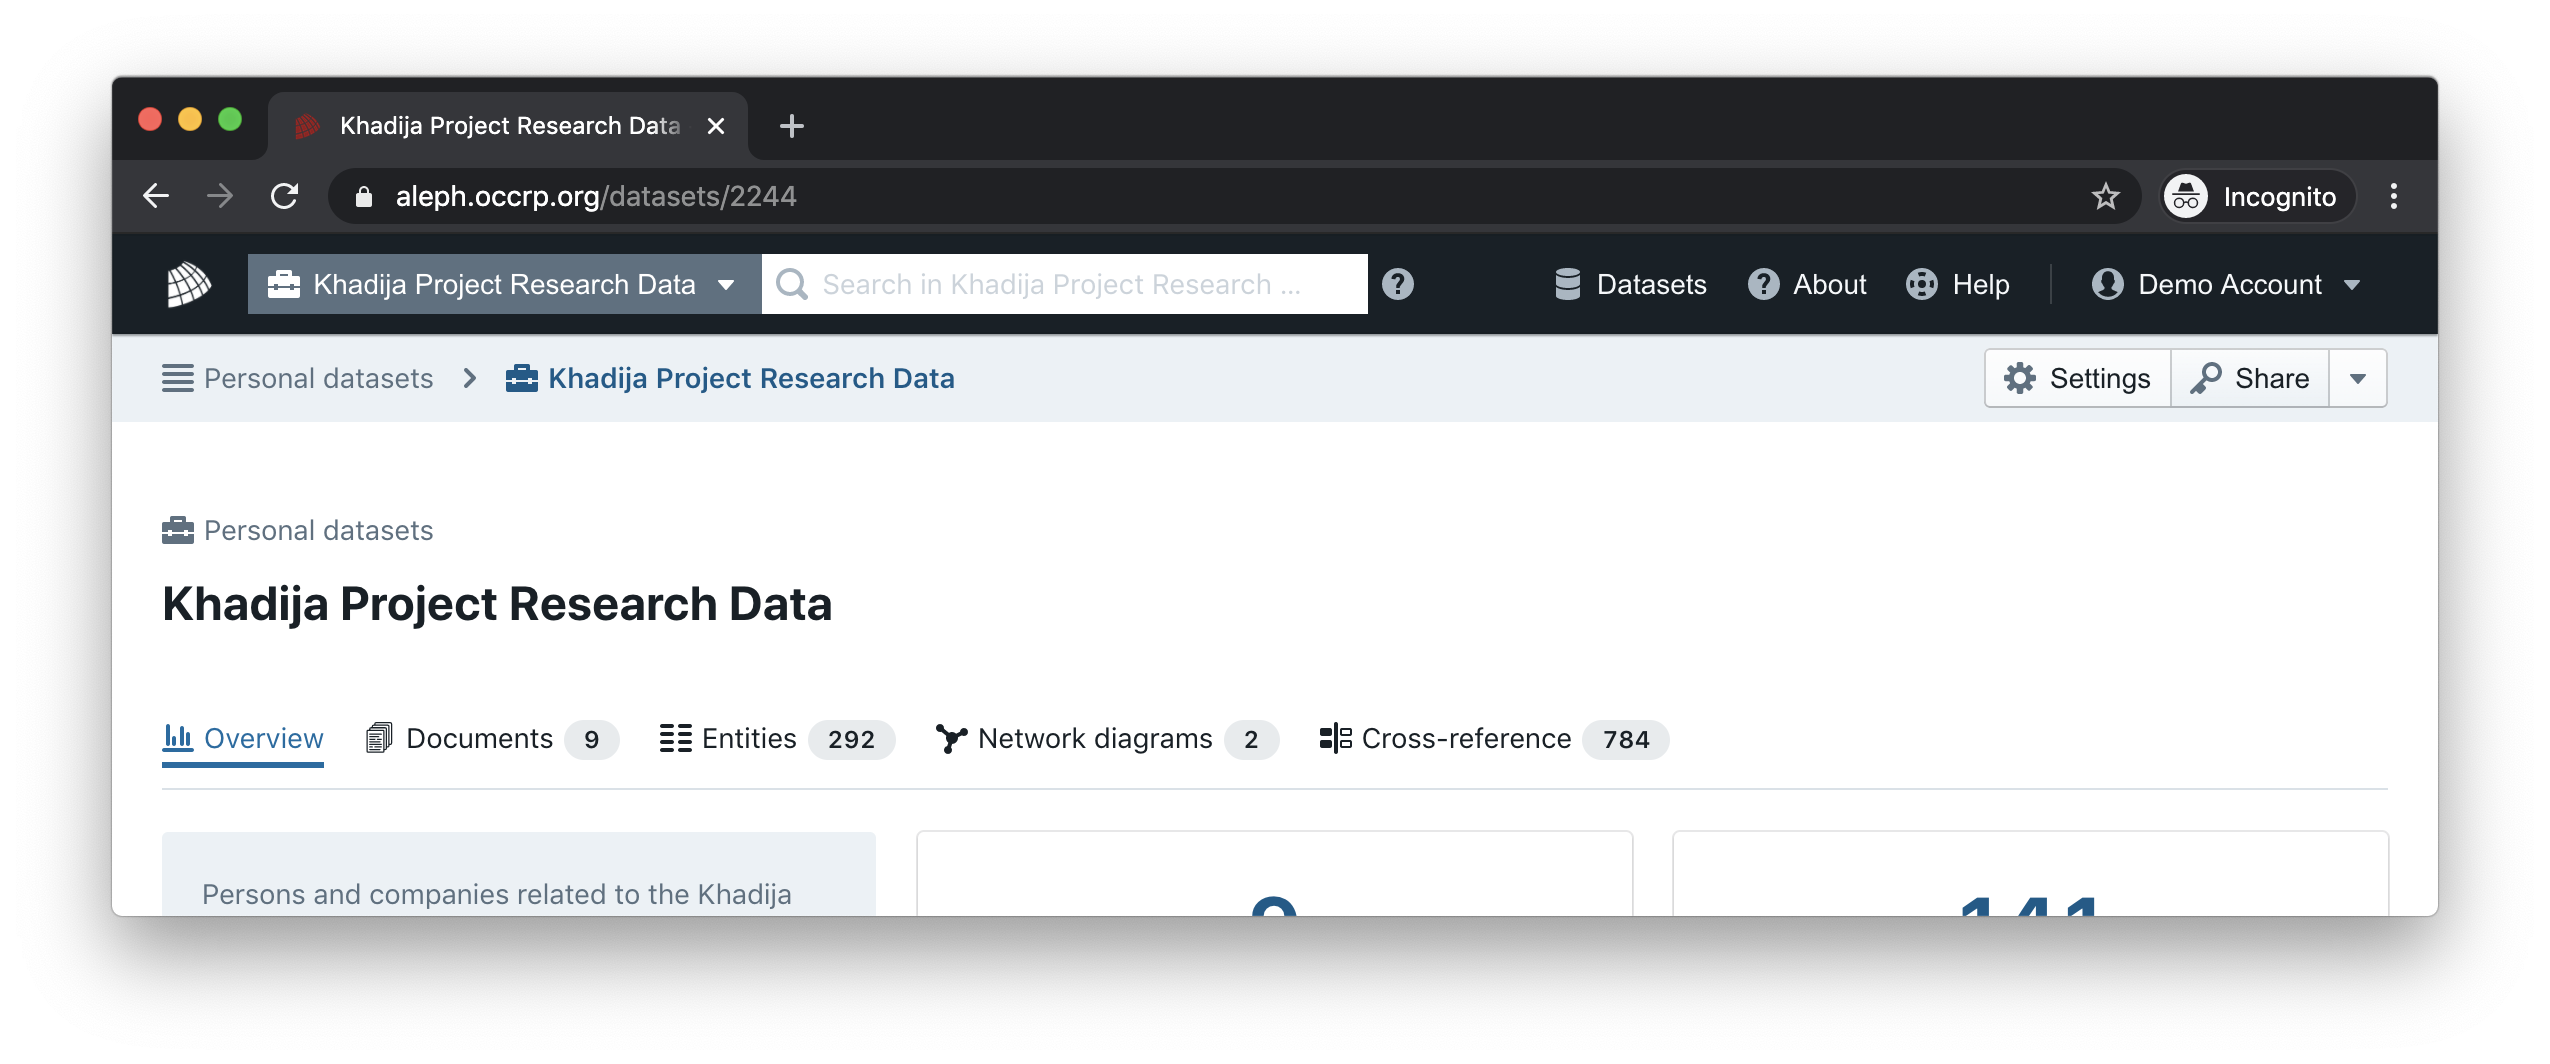 Khadija Project Research Data
aleph.occrp.org/datasets/2244
Incognito
Khadija Project Research Data
Search in Khadija Project Research ...
Datasets
About
Help
Demo Account
Personal datasets
Khadija Project Research Data
Settings
Share
Personal datasets
Khadija Project Research Data
Overview
Documents 9
Entities 292
Network diagrams 2
Cross-reference 784
Persons and companies related to the Khadija
141